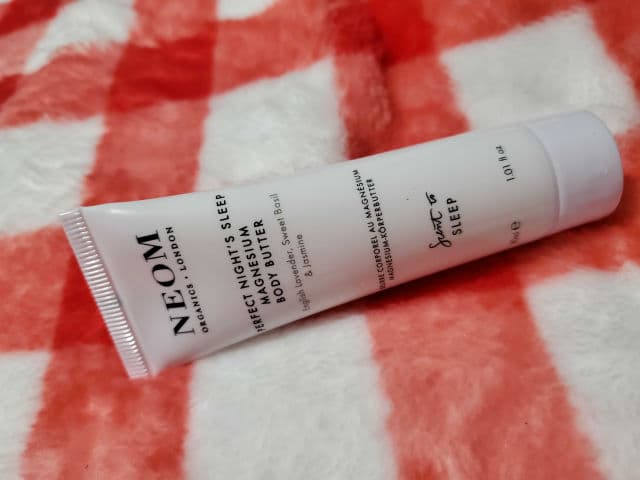 NEOM
ORGANICS • LONDON
PERFECT NIGHT'S SLEEP
MAGNESIUM
BODY BUTTER
English Lavender, Sweet Basil
& Jasmine
CORPOREL AU MAGNÉSIUM
MAGNESIUM-KÖRPERBUTTER
Scent to
SLEEP
1.01 fl oz